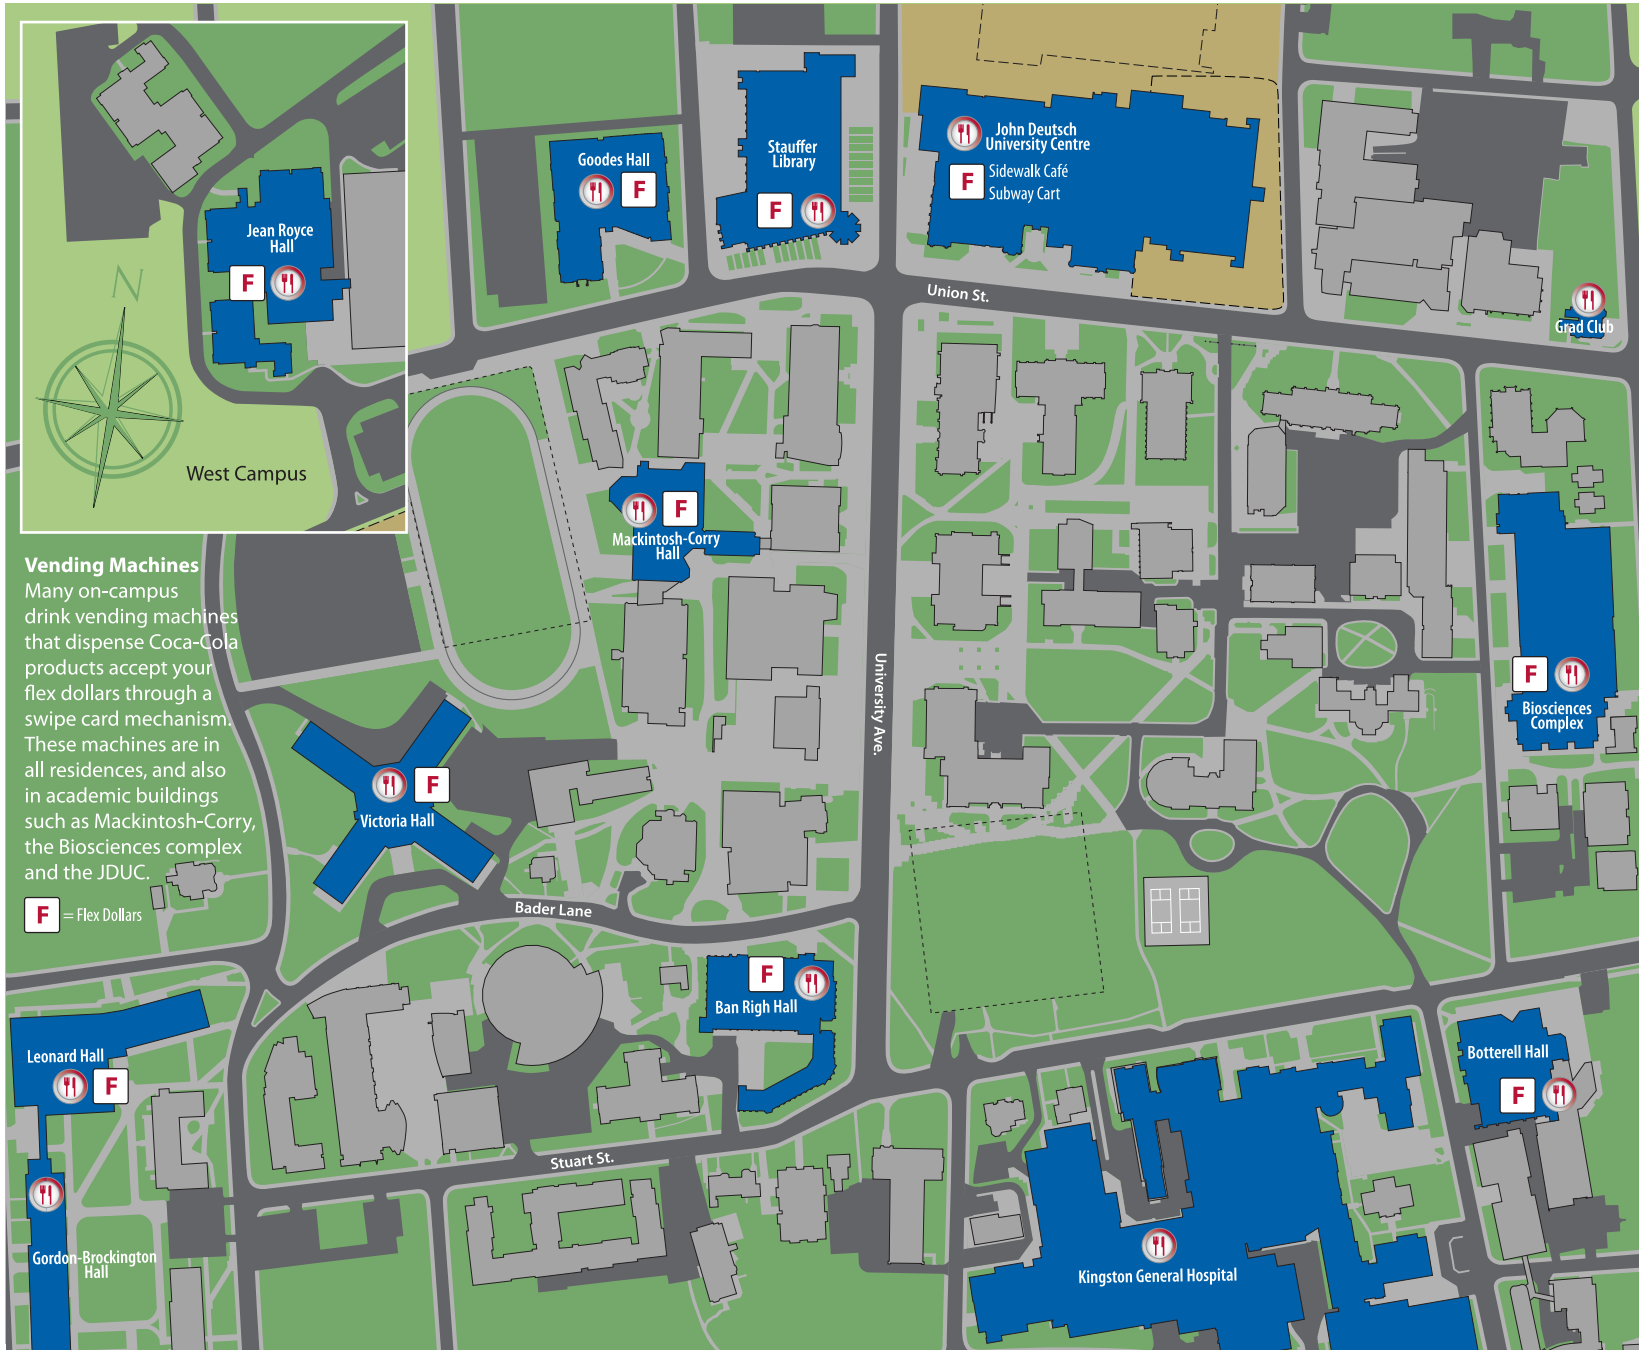 Goodes Hall
F
Stauffer
Library
F
John Deutsch
University Centre
F
Sidewalk Café
Subway Cart
Jean Royce
Hall
F
N
West Campus
Union St.
Grad Club
F
Mackintosh-Corry
Hall
Vending Machines
Many on-campus
drink vending machines
that dispense Coca-Cola
products accept your
flex dollars through a
swipe card mechanism.
These machines are in
all residences, and also
in academic buildings
such as Mackintosh-Corry,
the Biosciences complex
and the JDUC.
F = Flex Dollars
University Ave.
F
Biosciences
Complex
F
Victoria Hall
Bader Lane
F
Ban Righ Hall
Leonard Hall
F
Botterell Hall
F
Stuart St.
Gordon-Brockington
Hall
Kingston General Hospital